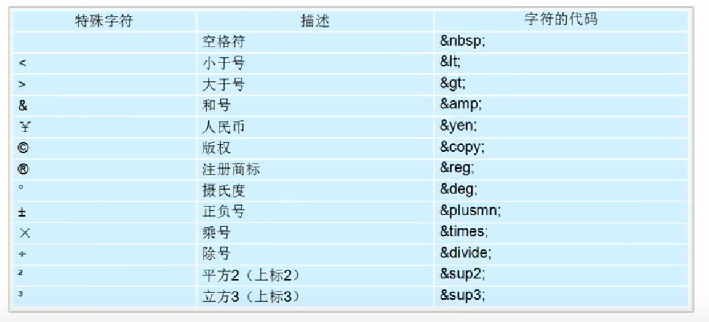 特殊字符 描述 字符的代码
空格符 &nbsp;
< 小于号 &lt;
> 大于号 &gt;
& 和号 &amp;
￥ 人民币 &yen;
© 版权 &copy;
® 注册商标 &reg;
° 摄氏度 &deg;
± 正负号 &plusmn;
× 乘号 &times;
÷ 除号 &divide;
² 平方2（上标2） &sup2;
³ 立方3（上标3） &sup3;